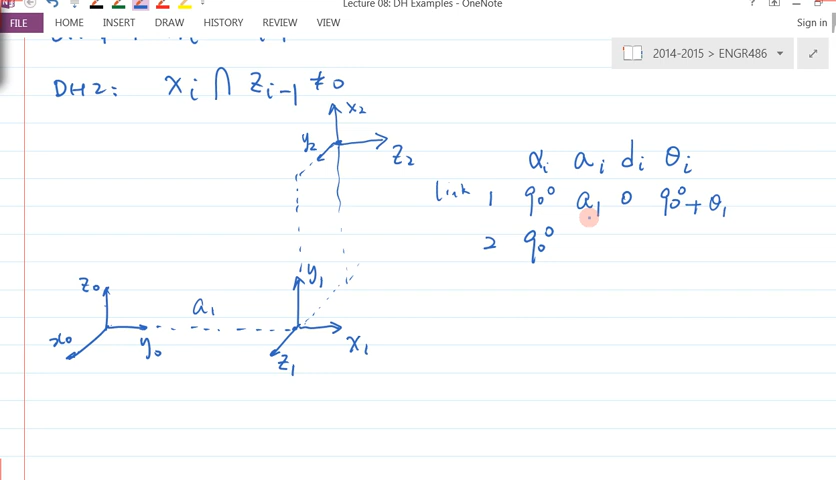 Lecture 08: DH Examples - OneNote
FILE HOME INSERT DRAW HISTORY REVIEW VIEW
Sign in
2014-2015 > ENGR486
DH2: xi ⋂ zi-1 ≠ 0
x2
y2
z2
αi ai di θi
link 1 90° a1 0 90°+θ1
2 90°
z0
y1
a1
x0
y0
x1
z1